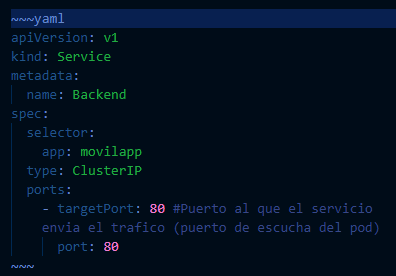 ~~~yaml
apiVersion: v1
kind: Service
metadata:
  name: Backend
spec:
  selector:
    app: movilapp
  type: ClusterIP
  ports:
    - targetPort: 80 #Puerto al que el servicio
    envia el trafico (puerto de escucha del pod)
      port: 80
~~~